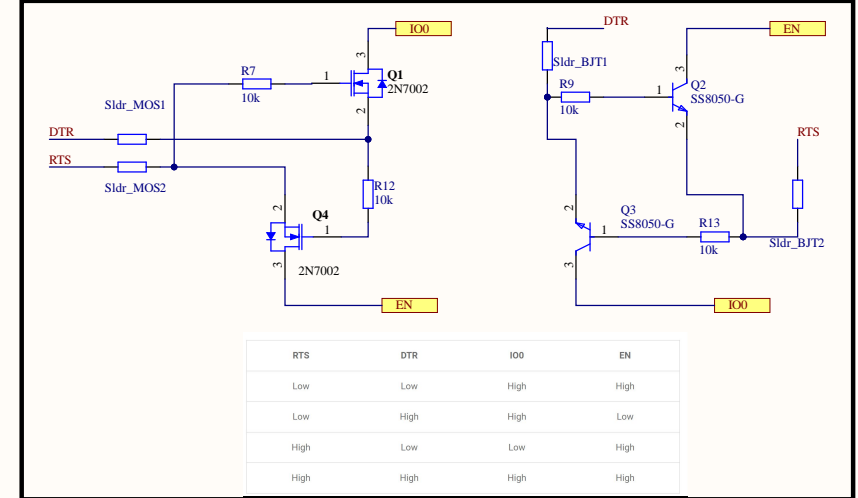 IO0
3
R7
1
Q1
10k
2N7002
2
Sldr_MOS1
DTR
RTS
Sldr_MOS2
R12
10k
2
Q4
1
3
2N7002
EN
DTR
EN
Sldr_BJT1
3
R9
1
Q2
10k
SS8050-G
2
RTS
2
Q3
1
SS8050-G
R13
10k
Sldr_BJT2
3
IO0
RTS DTR IO0 EN
Low Low High High
Low High High Low
High Low Low High
High High High High